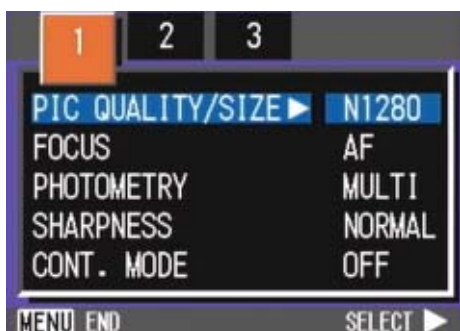 1 2 3
PIC QUALITY/SIZE▶ N1280
FOCUS AF
PHOTOMETRY MULTI
SHARPNESS NORMAL
CONT. MODE OFF
MENU END SELECT ▶